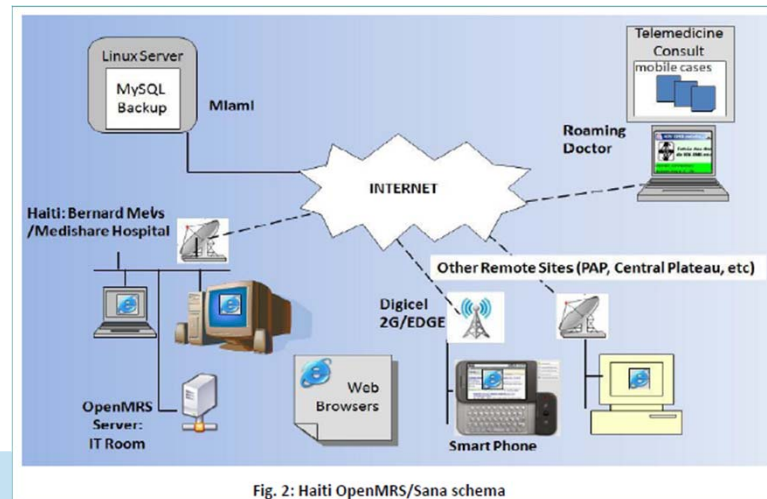 Linux Server
MySQL
Backup
Miami
Telemedicine
Consult
mobile cases
Roaming
Doctor
INTERNET
Haiti: Bernard Mevs
/Medishare Hospital
Other Remote Sites (PAP, Central Plateau, etc)
Digicel
2G/EDGE
Web
Browsers
OpenMRS
Server:
IT Room
Smart Phone
Fig. 2: Haiti OpenMRS/Sana schema